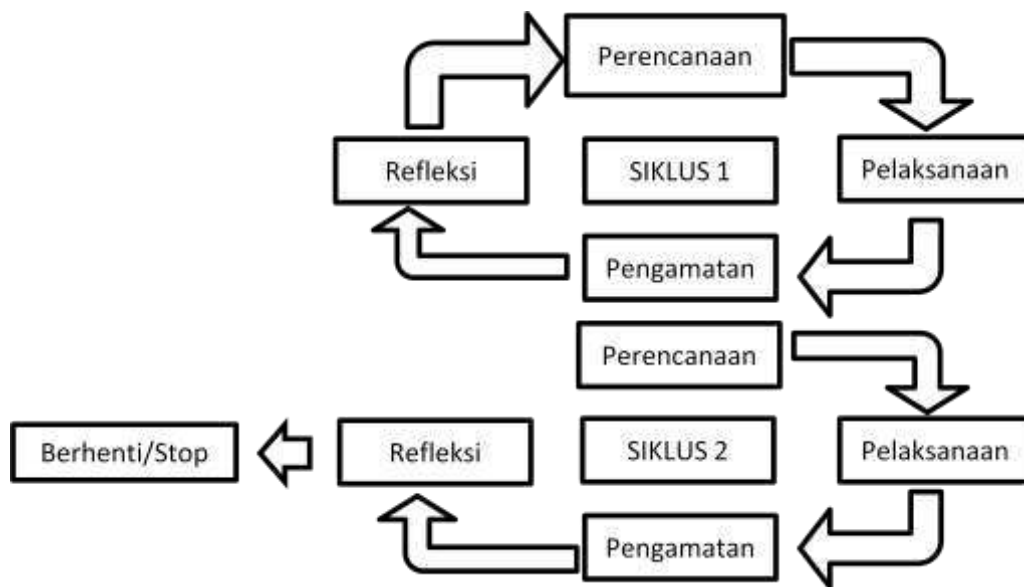 Perencanaan
Refleksi
SIKLUS 1
Pelaksanaan
Pengamatan
Perencanaan
Berhenti/Stop
Refleksi
SIKLUS 2
Pelaksanaan
Pengamatan